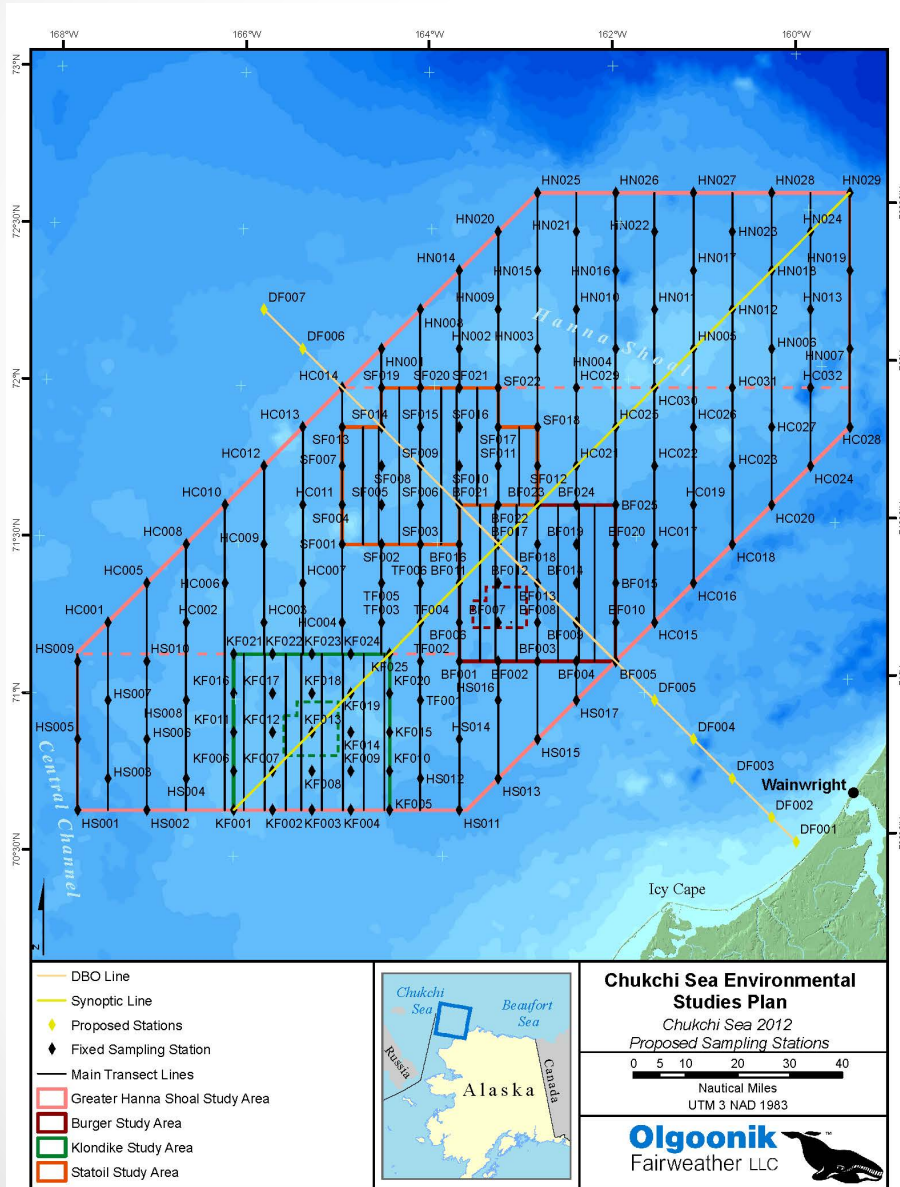 168°W 166°W 164°W 162°W 160°W
73°N
72°30'N
72°N
71°30'N
71°N
70°30'N
HN025 HN026 HN027 HN028 HN029
HN020 HN021 HN022 HN023 HN024
HN014 HN015 HN016 HN017 HN018 HN019
DF007
HN008 HN009 HN010 HN011 HN012 HN013
DF006
HN001 HN002 HN003 HN004 HN005 HN006 HN007
Hanna Shoal
HC014 SF019 SF020 SF021 SF022 HC029 HC030 HC031 HC032
HC013 SF013 SF014 SF015 SF016 SF017 SF018 HC025 HC026 HC027 HC028
HC012 SF007 SF008 SF009 SF010 SF011 SF012 HC021 HC022 HC023 HC024
HC010 HC011 SF004 SF005 SF006 BF021 BF022 BF023 BF024 BF025 HC019 HC020
HC008 HC009 SF001 SF002 SF003 BF016 BF017 BF018 BF019 BF020 HC017 HC018
HC005 HC006 HC007 TF005 TF006 BF011 BF012 BF013 BF014 BF015 HC016
HC001 HC002 HC003 HC004 TF003 TF004 BF006 BF007 BF008 BF009 BF010 HC015
HS009 HS010 KF021 KF022 KF023 KF024 KF025 TF002 BF001 BF002 BF003 BF004 BF005
HS007 HS008 KF016 KF017 KF018 KF019 KF020 TF001 HS016 HS017 DF005
HS005 HS006 KF011 KF012 KF013 KF014 KF015 HS014 HS015 DF004
HS003 HS004 KF006 KF007 KF008 KF009 KF010 HS012 HS013 DF003
HS001 HS002 KF001 KF002 KF003 KF004 KF005 HS011 DF002
DF001
Wainwright
Central Channel
Icy Cape
DBO Line
Synoptic Line
Proposed Stations
Fixed Sampling Station
Main Transect Lines
Greater Hanna Shoal Study Area
Burger Study Area
Klondike Study Area
Statoil Study Area
Chukchi
Sea
Beaufort
Sea
Russia
Alaska
Canada
Chukchi Sea Environmental
Studies Plan
Chukchi Sea 2012
Proposed Sampling Stations
0 5 10 20 30 40
Nautical Miles
UTM 3 NAD 1983
Olgoonik
Fairweather LLC